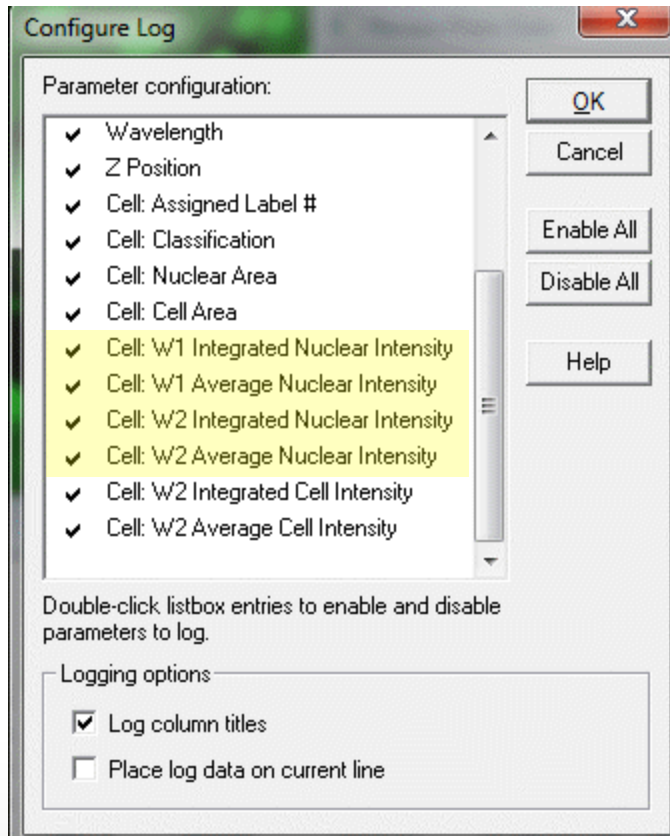 Configure Log
Parameter configuration:
Wavelength
Z Position
Cell: Assigned Label #
Cell: Classification
Cell: Nuclear Area
Cell: Cell Area
Cell: W1 Integrated Nuclear Intensity
Cell: W1 Average Nuclear Intensity
Cell: W2 Integrated Nuclear Intensity
Cell: W2 Average Nuclear Intensity
Cell: W2 Integrated Cell Intensity
Cell: W2 Average Cell Intensity
OK
Cancel
Enable All
Disable All
Help
Double-click listbox entries to enable and disable
parameters to log.
Logging options
Log column titles
Place log data on current line